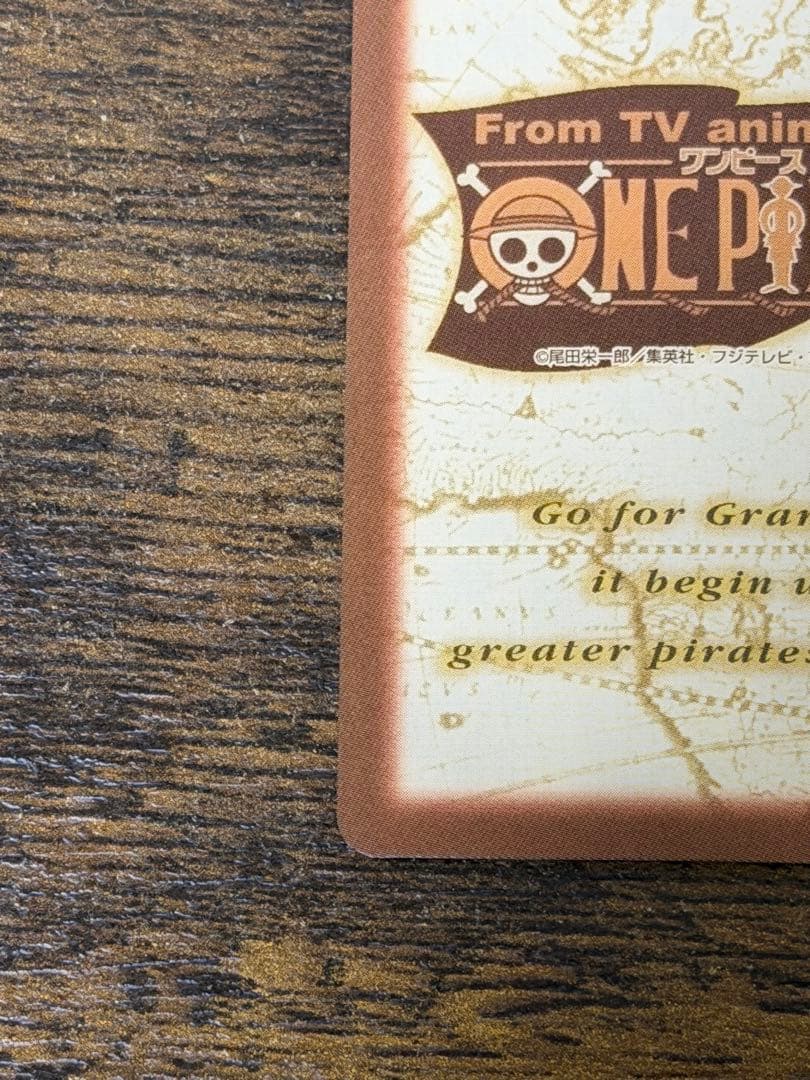 From TV anim
ワンピース
ONE PI
©尾田栄一郎／集英社・フジテレビ・
Go for Gran
it begin u
greater pirates